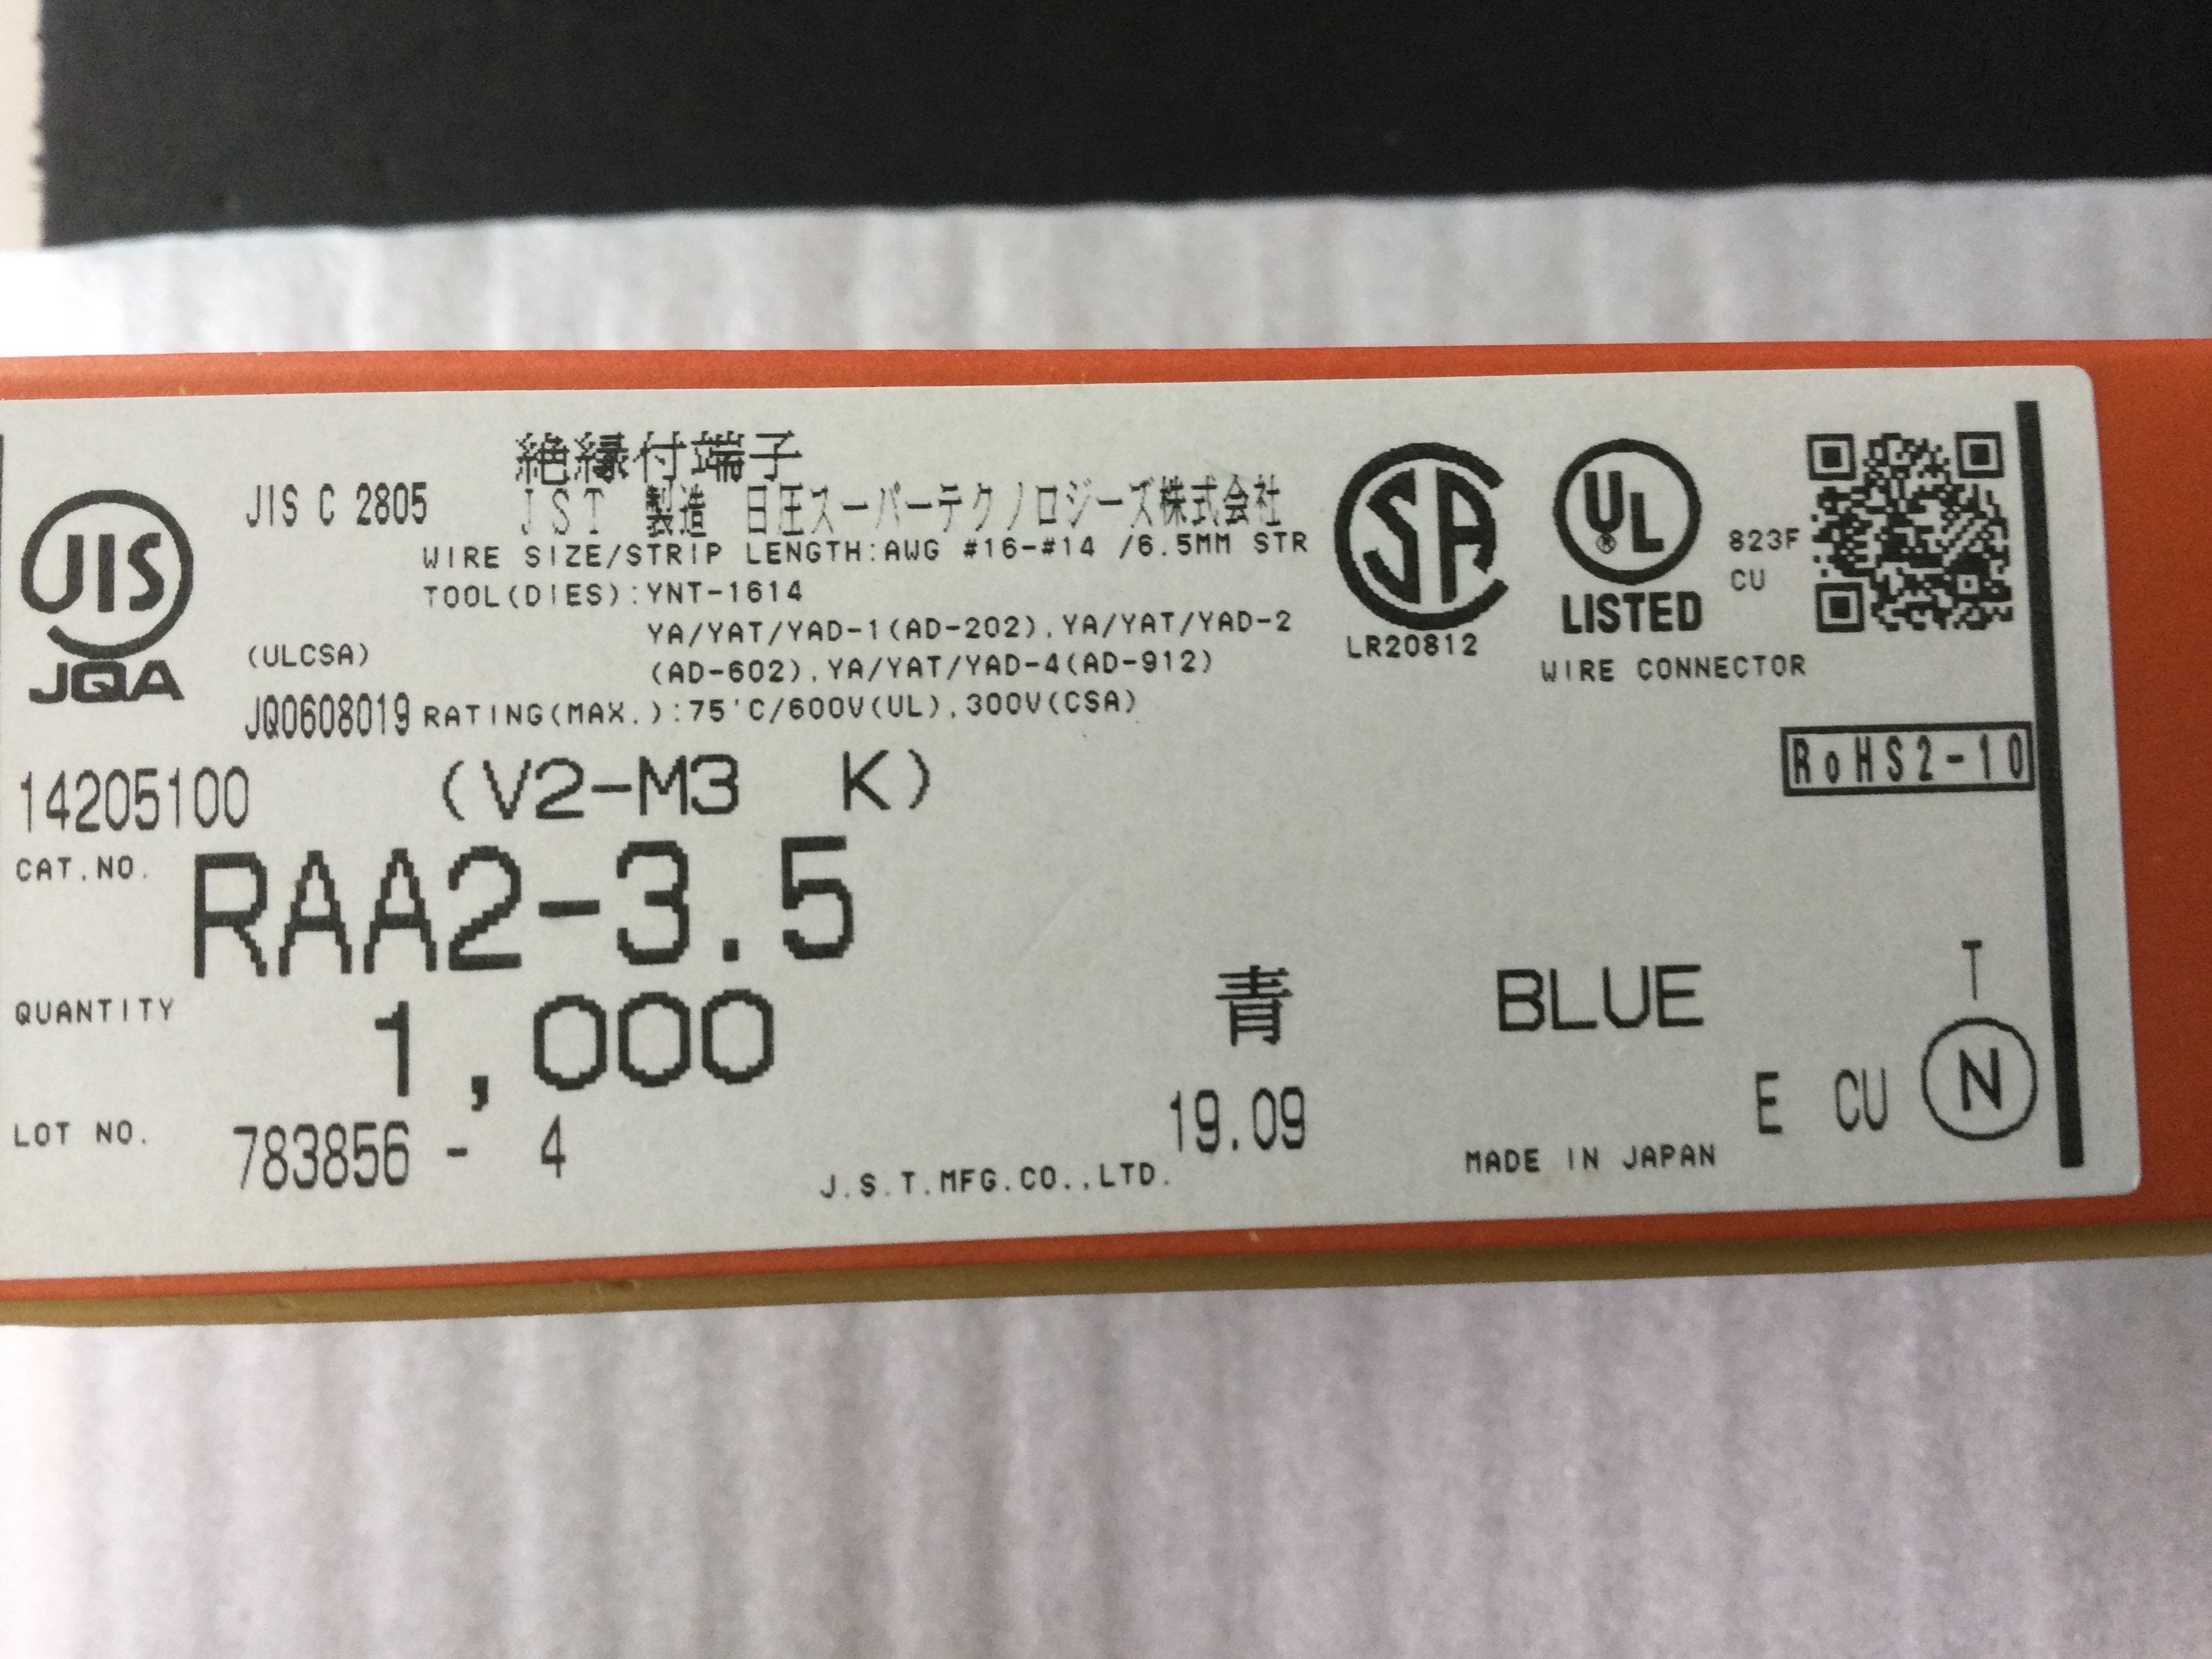 絶縁付端子
JIS C 2805
JST 製造 日圧スーパーテクノロジーズ株式会社
WIRE SIZE/STRIP LENGTH:AWG #16-#14 /6.5MM STR
TOOL(DIES):YNT-1614
YA/YAT/YAD-1(AD-202),YA/YAT/YAD-2
(ULCSA)
(AD-602),YA/YAT/YAD-4(AD-912)
JQ0608019 RATING(MAX.):75'C/600V(UL),300V(CSA)
JIS
JQA
SA
LR20812
UL
®
LISTED
823F
CU
WIRE CONNECTOR
RoHS2-10
14205100 (V2-M3 K)
CAT.NO. RAA2-3.5
QUANTITY 1,000
青 BLUE T
LOT NO. 783856 - 4
19.09
E CU N
J.S.T.MFG.CO.,LTD.
MADE IN JAPAN